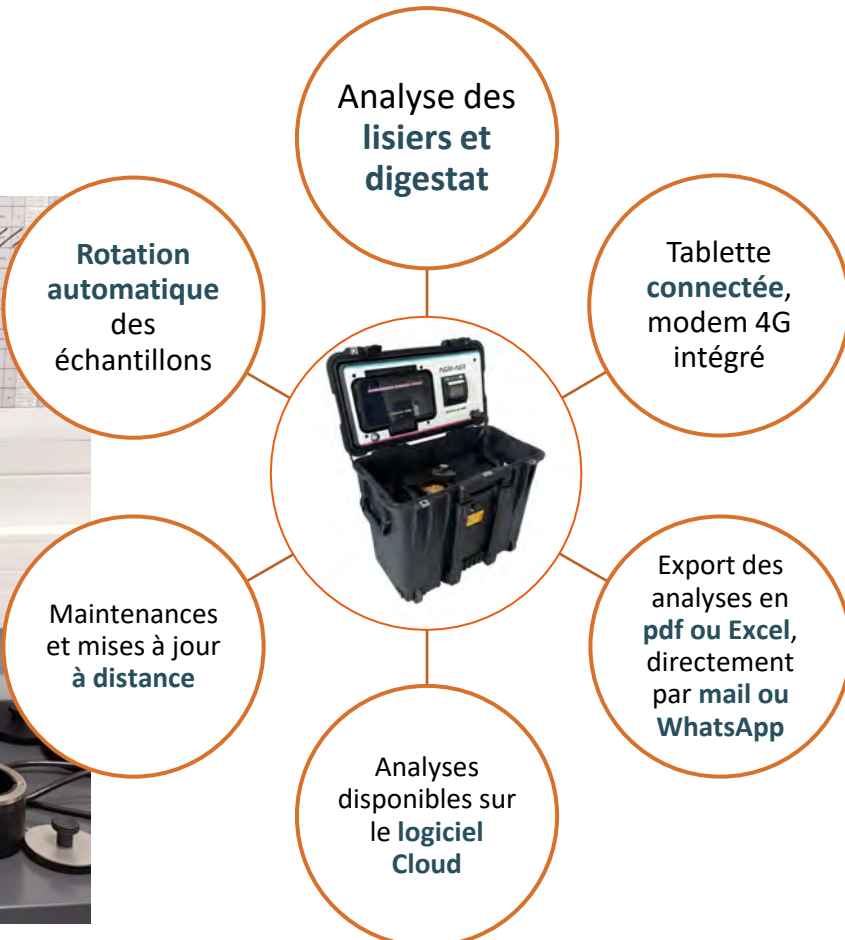 Analyse des
lisiers et
digestat
Rotation
automatique
des
échantillons
Tablette
connectée,
modem 4G
intégré
Maintenances
et mises à jour
à distance
Export des
analyses en
pdf ou Excel,
directement
par mail ou
WhatsApp
Analyses
disponibles sur
le logiciel
Cloud